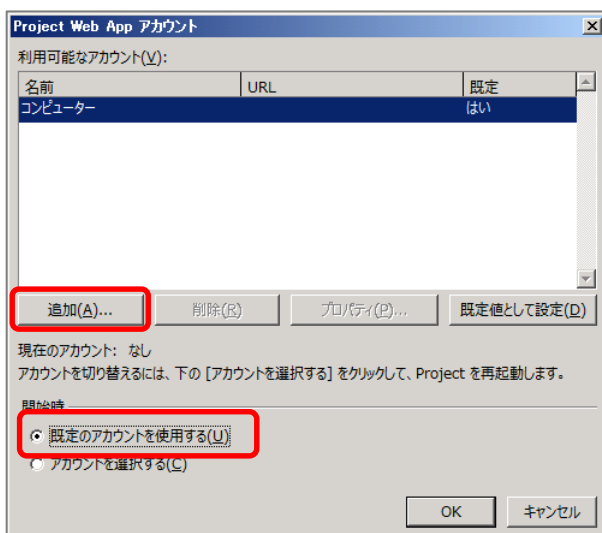 Project Web App アカウント
利用可能なアカウント(V):
名前 URL 既定
コンピューター はい
追加(A)... 削除(R) プロパティ(P)... 既定値として設定(D)
現在のアカウント: なし
アカウントを切り替えるには、下の [アカウントを選択する] をクリックして、Project を再起動します。
開始時
既定のアカウントを使用する(U)
アカウントを選択する(C)
OK キャンセル